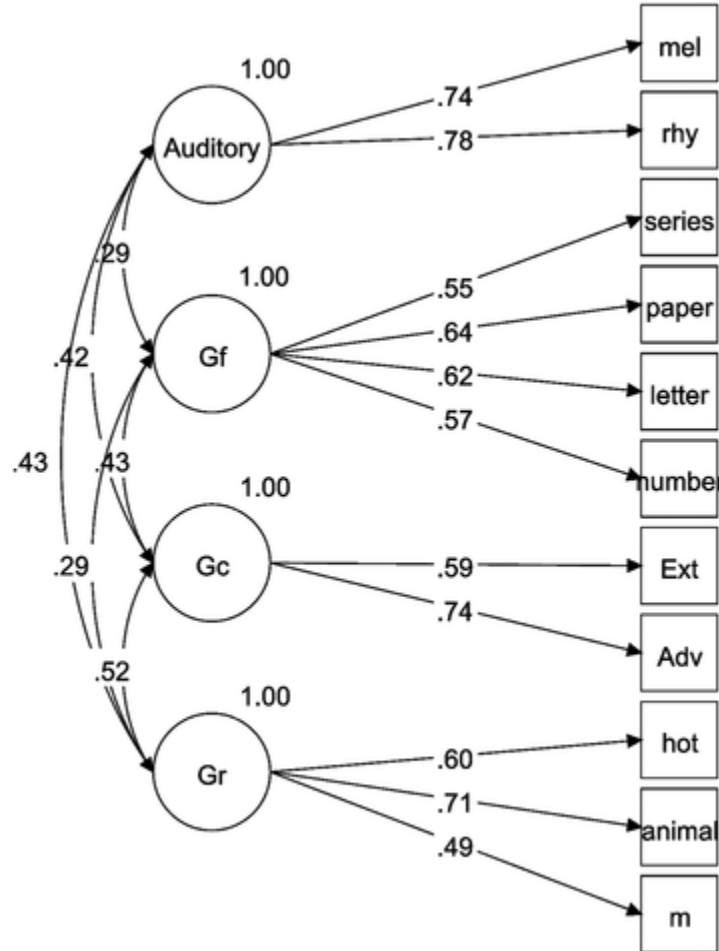 mel
1.00
.74
Auditory
.78
rhy
series
.29
1.00
.55
paper
.64
Gf
.42
.62
letter
.57
.43
.43
number
1.00
.59
Ext
Gc
.29
.74
Adv
.52
1.00
hot
.60
Gr
.71
animal
.49
m